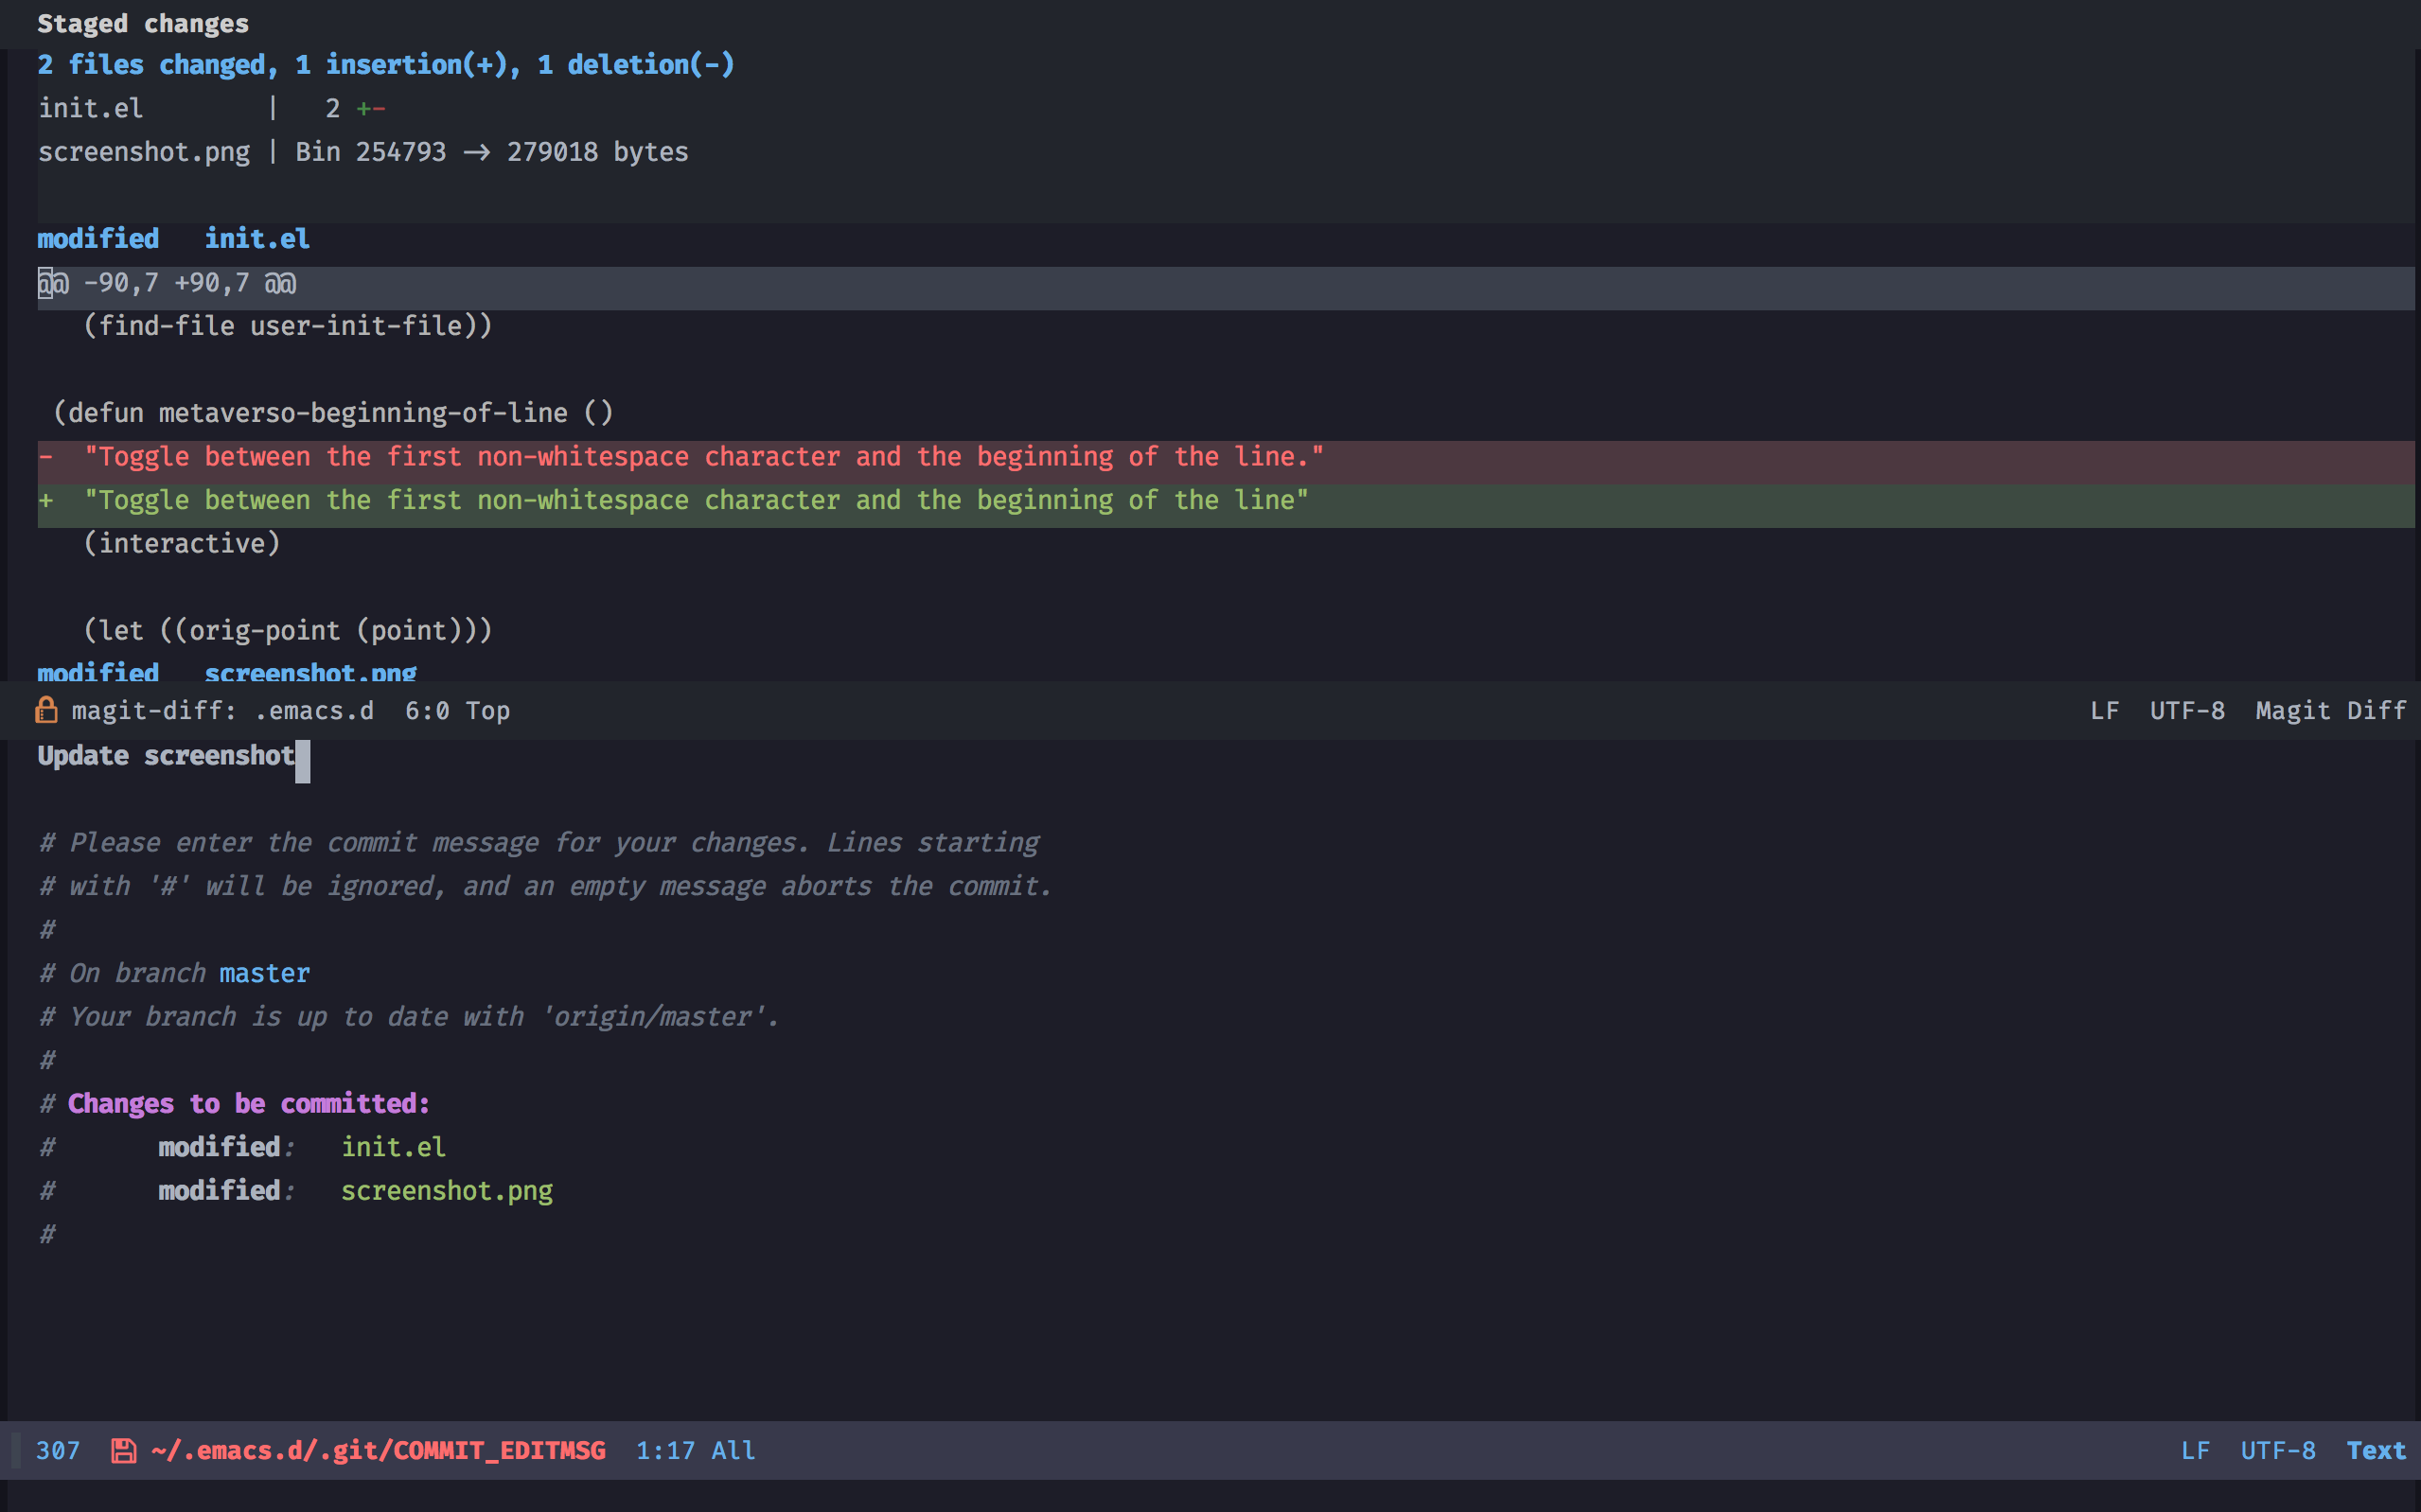 Staged changes
2 files changed, 1 insertion(+), 1 deletion(-)
init.el        |   2 +-
screenshot.png | Bin 254793 -> 279018 bytes
modified   init.el
@@ -90,7 +90,7 @@
   (find-file user-init-file))
 (defun metaverso-beginning-of-line ()
-  "Toggle between the first non-whitespace character and the beginning of the line."
+  "Toggle between the first non-whitespace character and the beginning of the line"
   (interactive)
   (let ((orig-point (point)))
modified   screenshot.png
magit-diff: .emacs.d  6:0 Top  LF  UTF-8  Magit Diff
Update screenshot
# Please enter the commit message for your changes. Lines starting
# with '#' will be ignored, and an empty message aborts the commit.
#
# On branch master
# Your branch is up to date with 'origin/master'.
#
# Changes to be committed:
#       modified:   init.el
#       modified:   screenshot.png
#
307  ~/.emacs.d/.git/COMMIT_EDITMSG  1:17 All  LF  UTF-8  Text